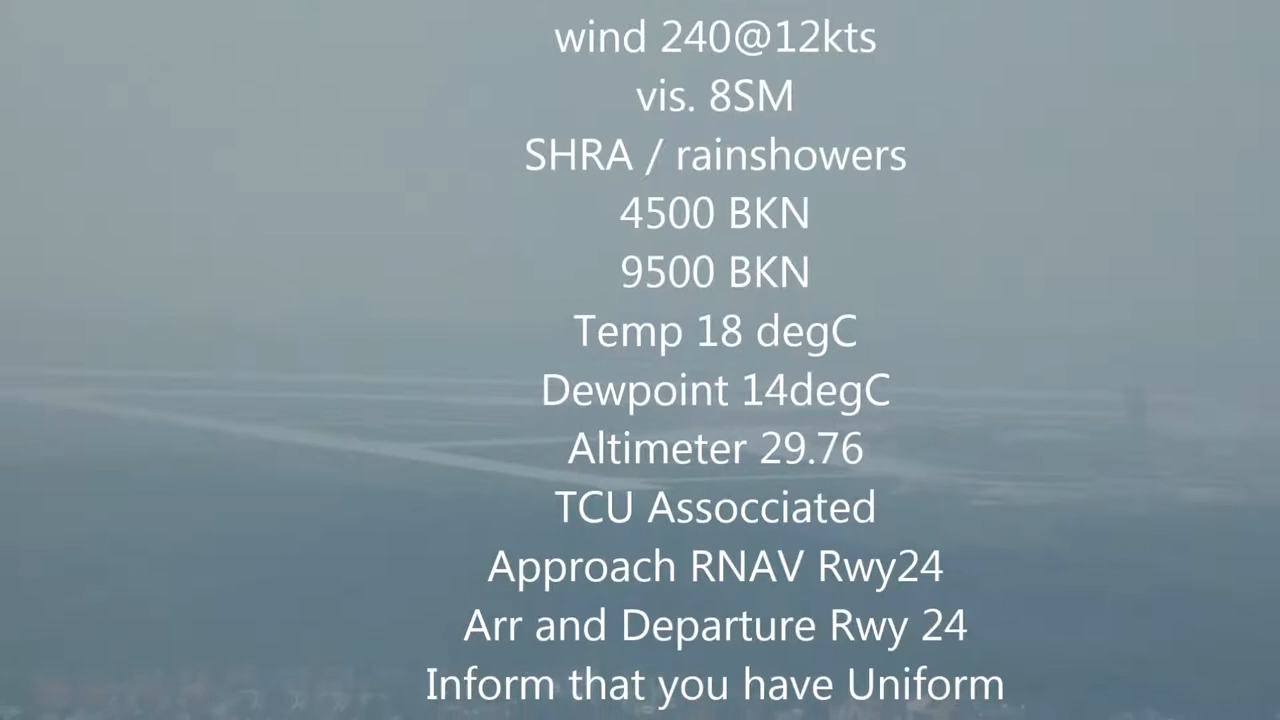 wind 240@12kts
vis. 8SM
SHRA / rainshowers
4500 BKN
9500 BKN
Temp 18 degC
Dewpoint 14degC
Altimeter 29.76
TCU Assocciated
Approach RNAV Rwy24
Arr and Departure Rwy 24
Inform that you have Uniform